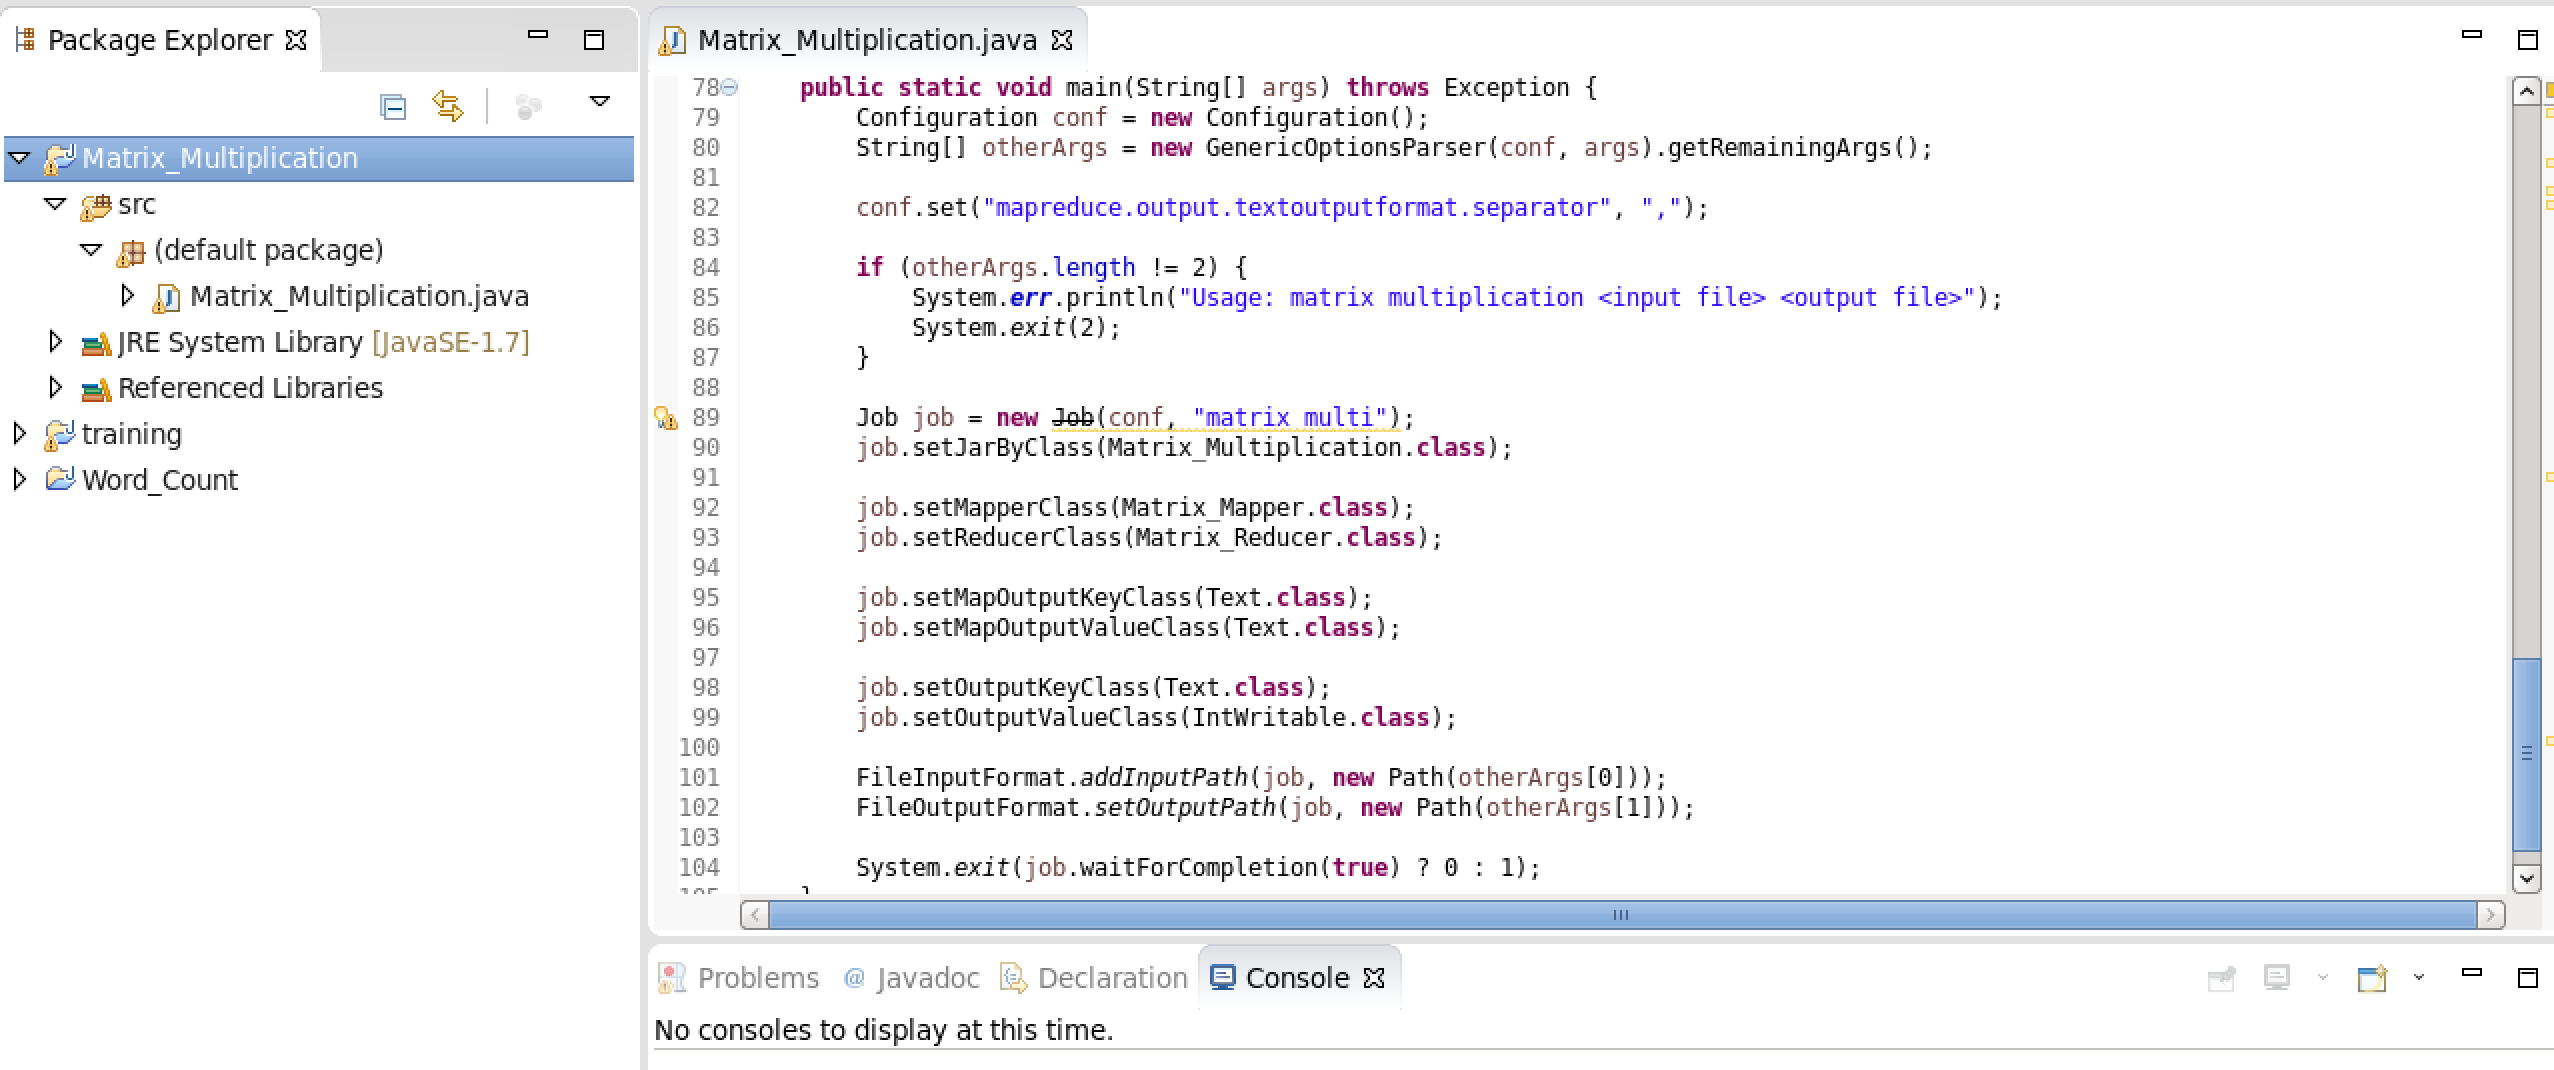 Package Explorer
Matrix_Multiplication
src
(default package)
Matrix_Multiplication.java
JRE System Library [JavaSE-1.7]
Referenced Libraries
training
Word_Count
Matrix_Multiplication.java
78 public static void main(String[] args) throws Exception {
79 Configuration conf = new Configuration();
80 String[] otherArgs = new GenericOptionsParser(conf, args).getRemainingArgs();
81
82 conf.set("mapreduce.output.textoutputformat.separator", ",");
83
84 if (otherArgs.length != 2) {
85 System.err.println("Usage: matrix multiplication <input file> <output file>");
86 System.exit(2);
87 }
88
89 Job job = new Job(conf, "matrix multi");
90 job.setJarByClass(Matrix_Multiplication.class);
91
92 job.setMapperClass(Matrix_Mapper.class);
93 job.setReducerClass(Matrix_Reducer.class);
94
95 job.setMapOutputKeyClass(Text.class);
96 job.setMapOutputValueClass(Text.class);
97
98 job.setOutputKeyClass(Text.class);
99 job.setOutputValueClass(IntWritable.class);
100
101 FileInputFormat.addInputPath(job, new Path(otherArgs[0]));
102 FileOutputFormat.setOutputPath(job, new Path(otherArgs[1]));
103
104 System.exit(job.waitForCompletion(true) ? 0 : 1);
Problems @ Javadoc Declaration Console
No consoles to display at this time.